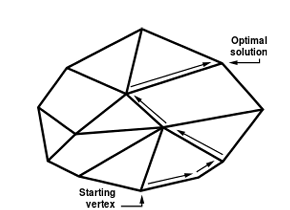 Optimal
solution
Starting
vertex